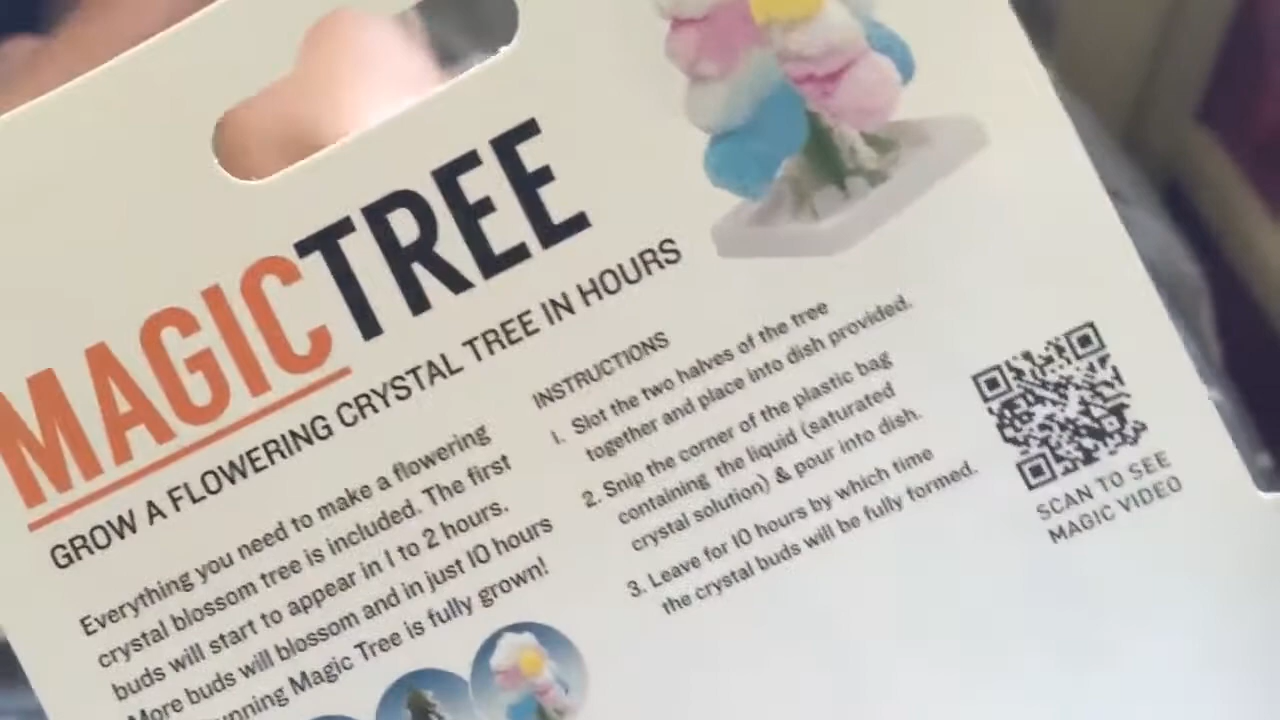 MAGICTREE
GROW A FLOWERING CRYSTAL TREE IN HOURS
Everything you need to make a flowering
crystal blossom tree is included. The first
buds will start to appear in 1 to 2 hours.
More buds will blossom and in just 10 hours
Magic Tree is fully grown!
INSTRUCTIONS
1. Slot the two halves of the tree
together and place into dish provided.
2. Snip the corner of the plastic bag
containing the liquid (saturated
crystal solution) & pour into dish.
3. Leave for 10 hours by which time
the crystal buds will be fully formed.
SCAN TO SEE
MAGIC VIDEO